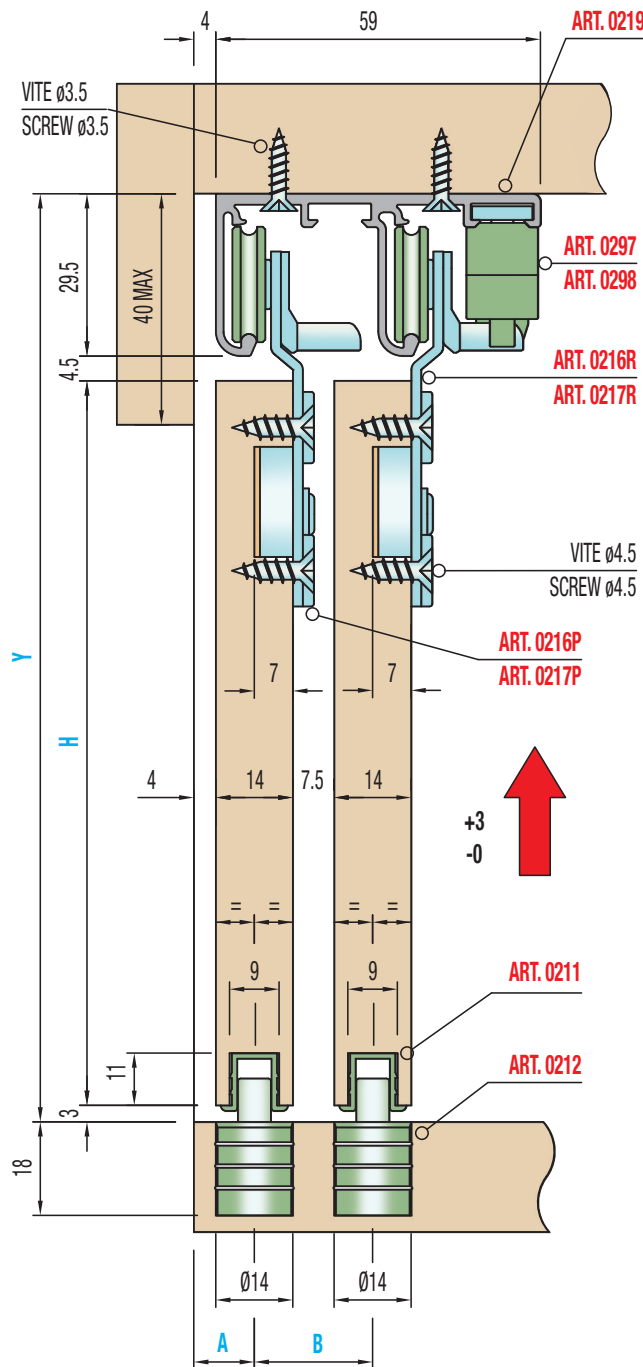 4
59
ART. 0219
VITE ø3.5
SCREW ø3.5
29.5
40 MAX
ART. 0297
ART. 0298
4.5
ART. 0216R
ART. 0217R
VITE ø4.5
SCREW ø4.5
ART. 0216P
ART. 0217P
Y
H
7
7
4
14
7.5
14
+3
-0
= =
= =
9
9
ART. 0211
11
ART. 0212
3
18
Ø14
Ø14
A
B